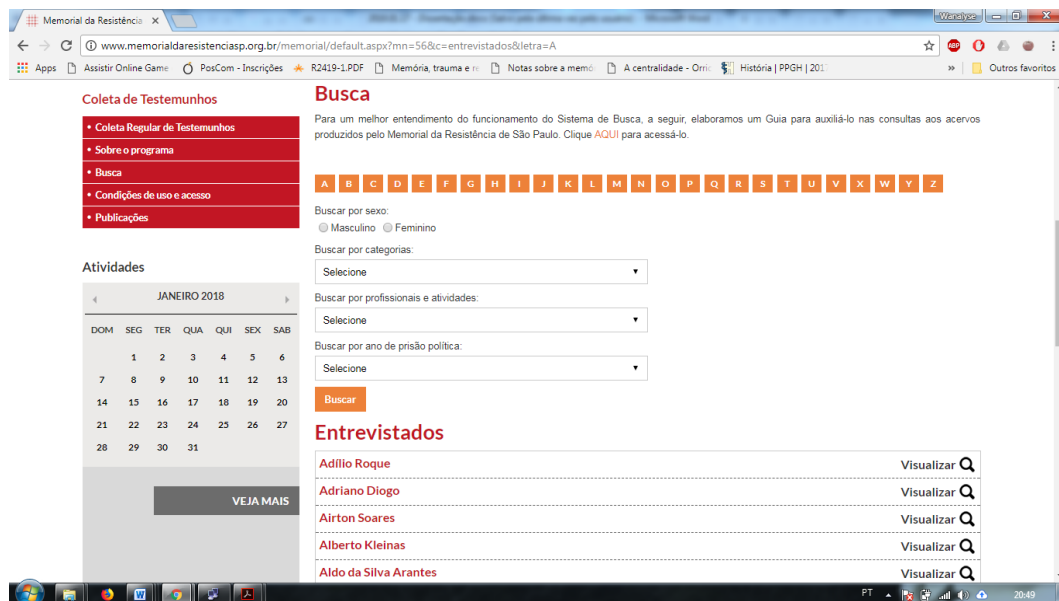 Memorial da Resistência
Wanalyse
www.memorialdaresistenciasp.org.br/memorial/default.aspx?mn=56&c=entrevistados&letra=A
ABP
Apps Assistir Online Game PosCom - Inscrições R2419-1.PDF Memória, trauma e Notas sobre a memó A centralidade - Orri História | PPGH | 201 » Outros favoritos
Coleta de Testemunhos
• Coleta Regular de Testemunhos
• Sobre o programa
• Busca
• Condições de uso e acesso
• Publicações
Atividades
JANEIRO 2018
DOM SEG TER QUA QUI SEX SAB
1 2 3 4 5 6
7 8 9 10 11 12 13
14 15 16 17 18 19 20
21 22 23 24 25 26 27
28 29 30 31
VEJA MAIS
Busca
Para um melhor entendimento do funcionamento do Sistema de Busca, a seguir, elaboramos um Guia para auxiliá-lo nas consultas aos acervos
produzidos pelo Memorial da Resistência de São Paulo. Clique AQUI para acessá-lo.
A B C D E F G H I J K L M N O P Q R S T U V X W Y Z
Buscar por sexo:
Masculino Feminino
Buscar por categorias:
Selecione
Buscar por profissionais e atividades:
Selecione
Buscar por ano de prisão política:
Selecione
Buscar
Entrevistados
Adílio Roque Visualizar
Adriano Diogo Visualizar
Airton Soares Visualizar
Alberto Kleinas Visualizar
Aldo da Silva Arantes Visualizar
PT 20:49